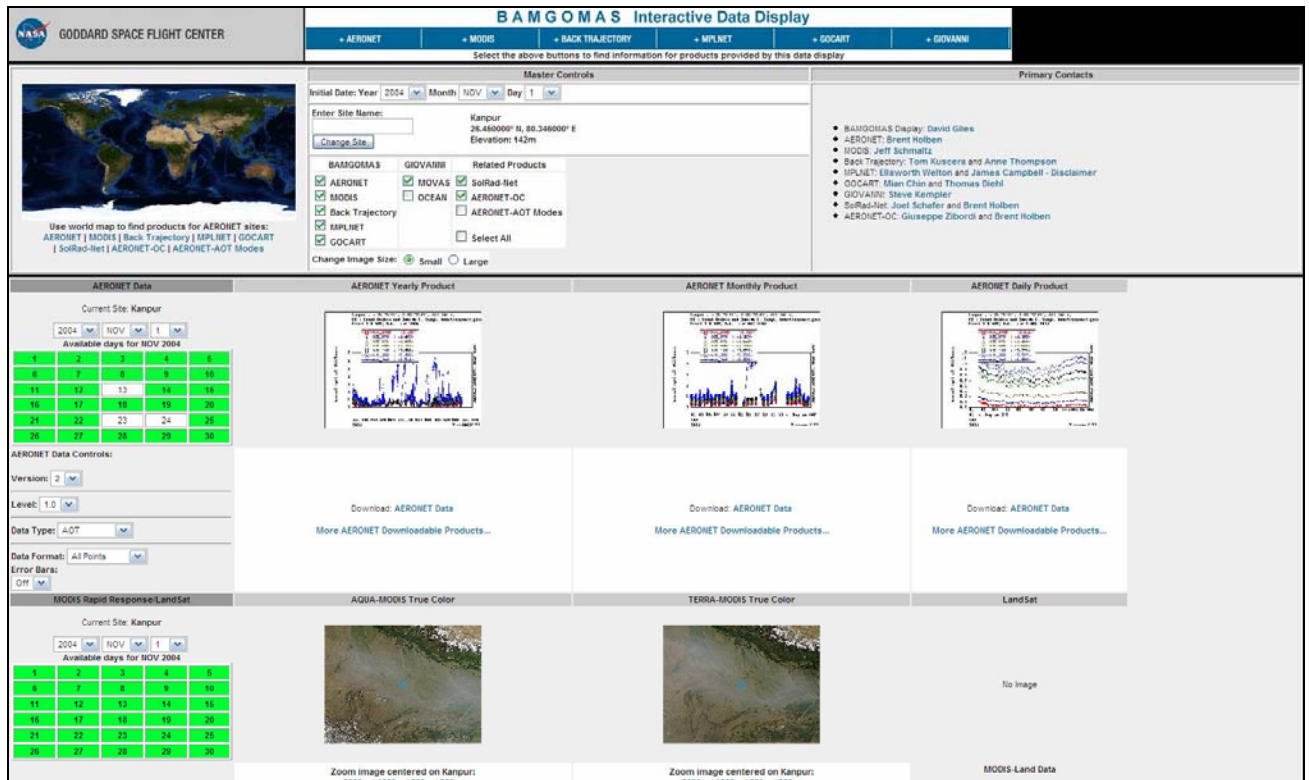 NASA
GODDARD SPACE FLIGHT CENTER
BAMGOMAS Interactive Data Display
+ AERONET + MODIS + BACK TRAJECTORY + MPLNET + GOCART + GIOVANNI
Select the above buttons to find information for products provided by this data display
Master Controls
Primary Contacts
Initial Date: Year 2004 Month NOV Day 1
Enter Site Name:
Change Site
Kanpur
26.450000° N, 80.346000° E
Elevation: 142m
BAMGOMAS GIOVANNI Related Products
AERONET MOVAS SolRad-Net
MODIS OCEAN AERONET-OC
Back Trajectory AERONET-AOT Modes
MPLNET
GOCART Select All
Change Image Size: Small Large
Use world map to find products for AERONET sites:
AERONET | MODIS | Back Trajectory | MPLNET | GOCART
| SolRad-Net | AERONET-OC | AERONET-AOT Modes
BAMGOMAS Display: David Giles
AERONET: Brent Holben
MODIS: Jeff Schmaltz
Back Trajectory: Tom Kucsera and Anne Thompson
MPLNET: Ellsworth Welton and James Campbell - Disclaimer
GOCART: Mian Chin and Thomas Diehl
GIOVANNI: Steve Kempler
SolRad-Net: Joel Schafer and Brent Holben
AERONET-OC: Giuseppe Zibordi and Brent Holben
AERONET Data
AERONET Yearly Product
AERONET Monthly Product
AERONET Daily Product
Current Site: Kanpur
2004 NOV 1
Available days for NOV 2004
1 2 3 4 5
6 7 8 9 10
11 12 13 14 15
16 17 18 19 20
21 22 23 24 25
26 27 28 29 30
AERONET Data Controls:
Version: 2
Level: 1.0
Data Type: AOT
Data Format: All Points
Error Bars:
Off
Download: AERONET Data
More AERONET Downloadable Products...
Download: AERONET Data
More AERONET Downloadable Products...
Download: AERONET Data
More AERONET Downloadable Products...
MODIS Rapid Response/LandSat
AQUA-MODIS True Color
TERRA-MODIS True Color
LandSat
Current Site: Kanpur
2004 NOV 1
Available days for NOV 2004
1 2 3 4 5
6 7 8 9 10
11 12 13 14 15
16 17 18 19 20
21 22 23 24 25
26 27 28 29 30
No Image
Zoom image centered on Kanpur:
Zoom image centered on Kanpur:
MODIS-Land Data